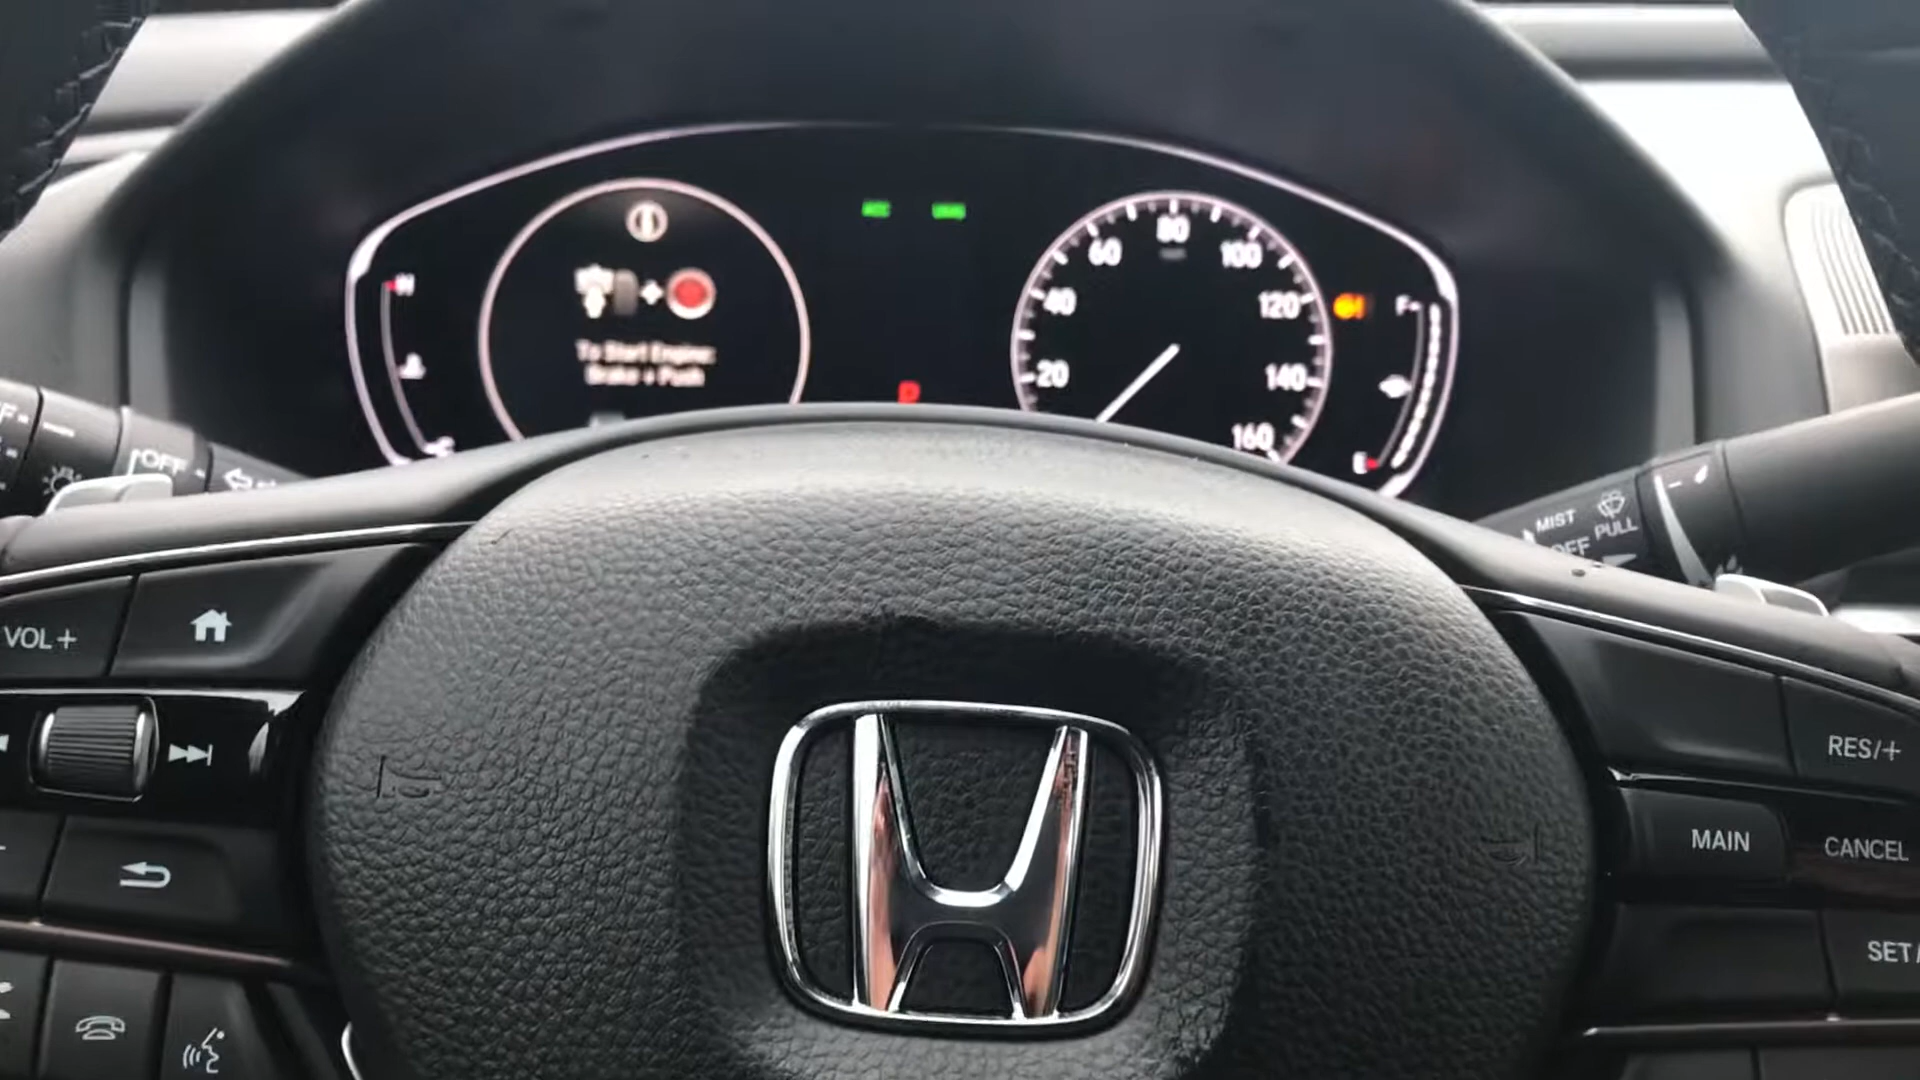 H
60
80
100
40
120
F
To Start Engine:
Brake + Push
20
140
P
160
E
OFF
MIST
PULL
OFF
VOL+
RES/+
MAIN
CANCEL
SET/